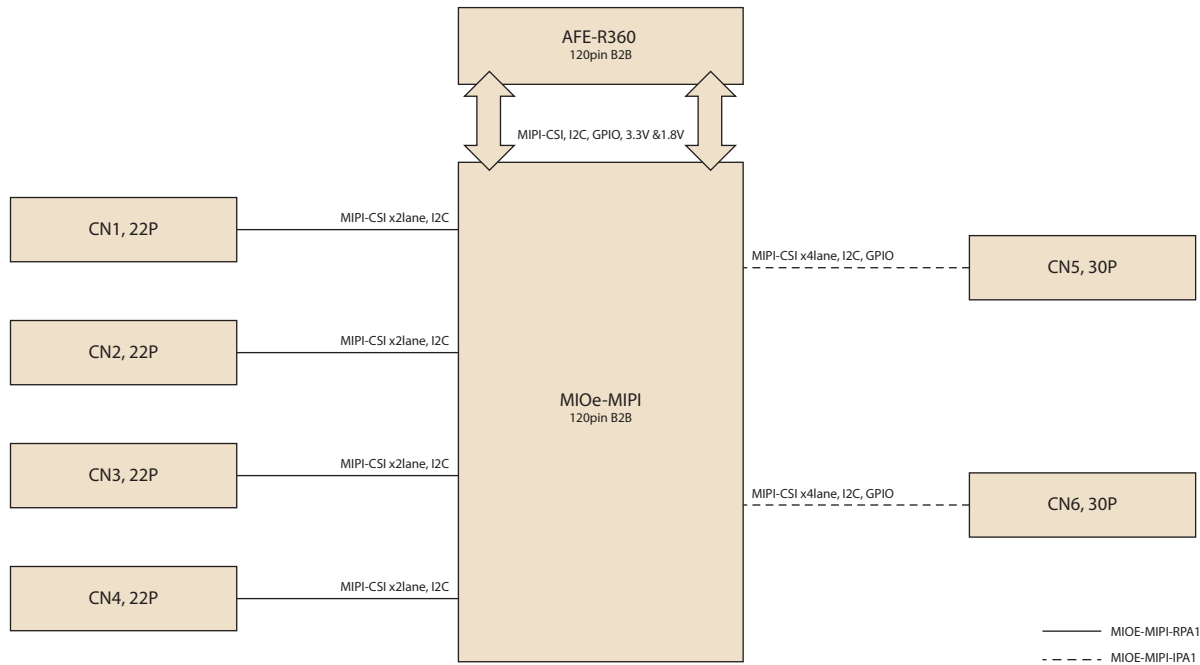 AFE-R360
120pin B2B
MIPI-CSI, I2C, GPIO, 3.3V &1.8V
CN1, 22P
MIPI-CSI x2lane, I2C
MIPI-CSI x4lane, I2C, GPIO
CN5, 30P
CN2, 22P
MIPI-CSI x2lane, I2C
MIOe-MIPI
120pin B2B
CN3, 22P
MIPI-CSI x2lane, I2C
MIPI-CSI x4lane, I2C, GPIO
CN6, 30P
CN4, 22P
MIPI-CSI x2lane, I2C
MIOE-MIPI-RPA1
MIOE-MIPI-IPA1